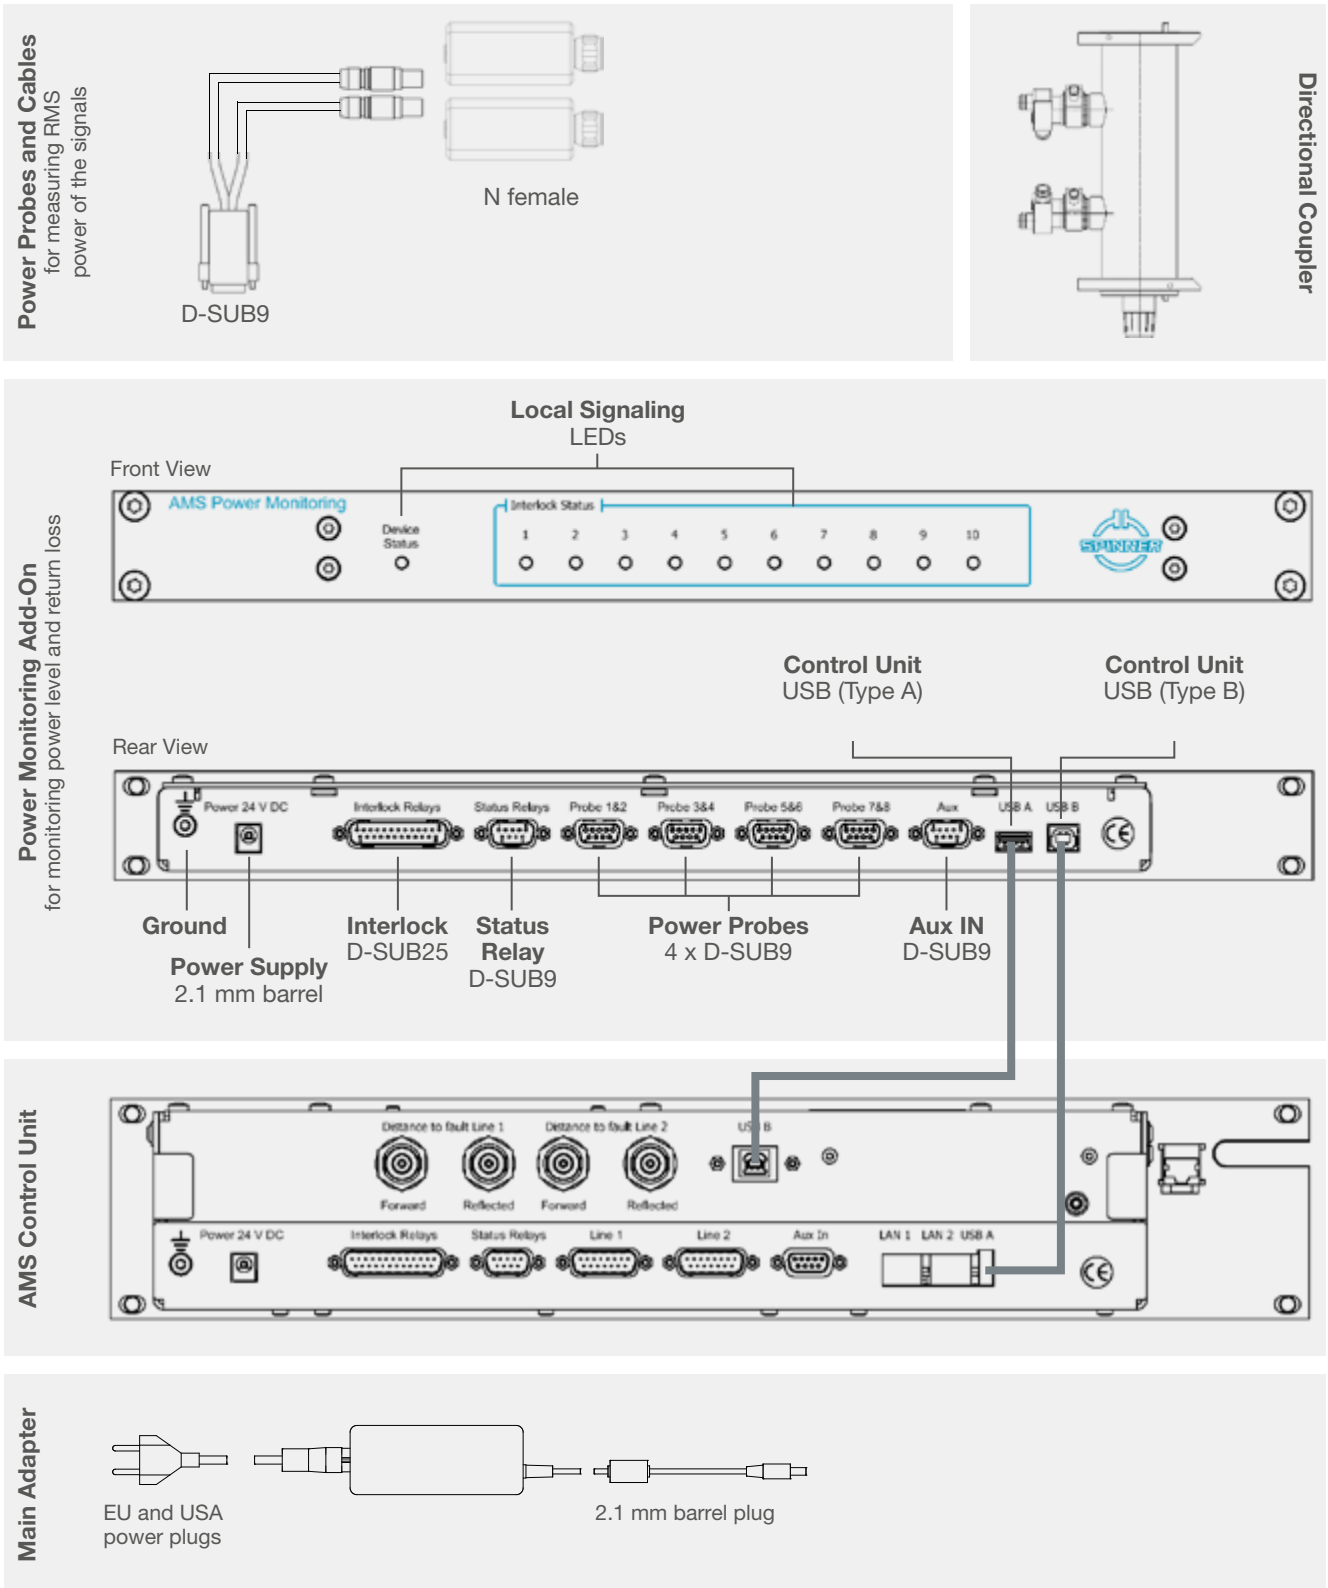 Power Probes and Cables
for measuring RMS
power of the signals
N female
D-SUB9
Directional Coupler
Power Monitoring Add-On
for monitoring power level and return loss
Local Signaling
LEDs
Front View
AMS Power Monitoring
Device
Status
Interlock Status
1 2 3 4 5 6 7 8 9 10
SPINNER
Control Unit
USB (Type A)
Control Unit
USB (Type B)
Rear View
Power 24 V DC
Interlock Relays
Status Relays
Probe 1&2
Probe 3&4
Probe 5&6
Probe 7&8
Aux
USB A
USB B
CE
Ground
Power Supply
2.1 mm barrel
Interlock
D-SUB25
Status
Relay
D-SUB9
Power Probes
4 x D-SUB9
Aux IN
D-SUB9
AMS Control Unit
Distance to fault Line 1
Distance to fault Line 2
USB B
Forward
Reflected
Forward
Reflected
Power 24 V DC
Interlock Relays
Status Relays
Line 1
Line 2
Aux In
LAN 1 LAN 2 USB A
CE
Main Adapter
EU and USA
power plugs
2.1 mm barrel plug